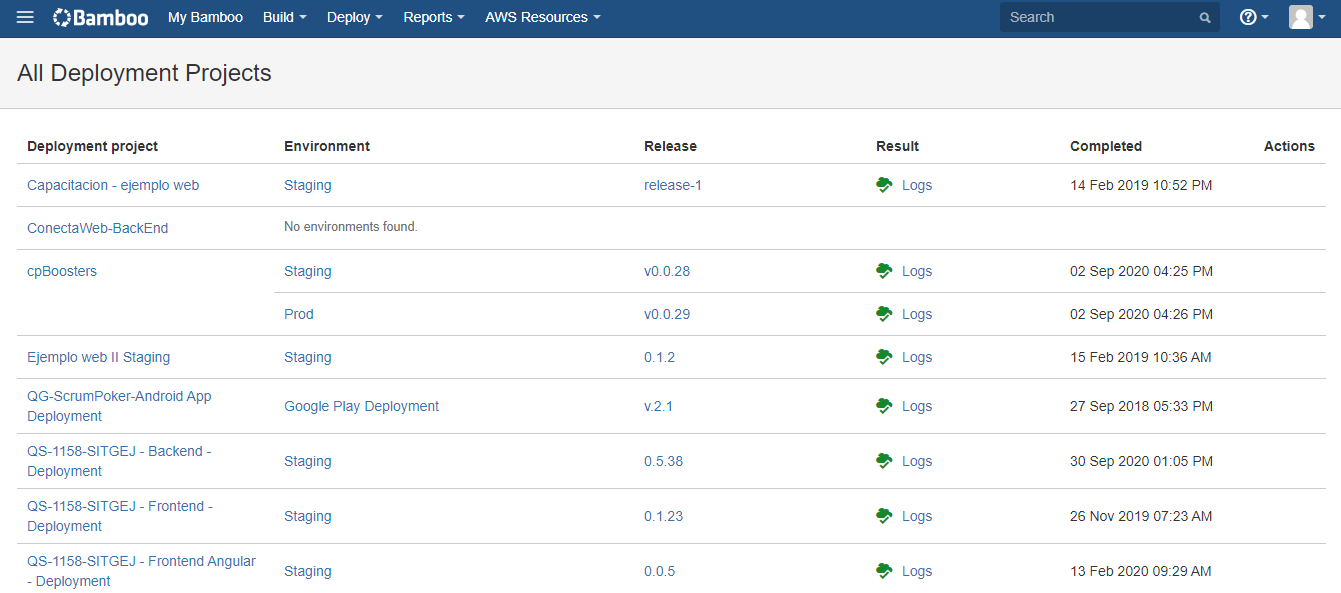 Bamboo My Bamboo Build Deploy Reports AWS Resources Search
All Deployment Projects
Deployment project Environment Release Result Completed Actions
Capacitacion - ejemplo web Staging release-1 Logs 14 Feb 2019 10:52 PM
ConectaWeb-BackEnd No environments found.
cpBoosters Staging v0.0.28 Logs 02 Sep 2020 04:25 PM
Prod v0.0.29 Logs 02 Sep 2020 04:26 PM
Ejemplo web II Staging Staging 0.1.2 Logs 15 Feb 2019 10:36 AM
QG-ScrumPoker-Android App
Deployment Google Play Deployment v.2.1 Logs 27 Sep 2018 05:33 PM
QS-1158-SITGEJ - Backend -
Deployment Staging 0.5.38 Logs 30 Sep 2020 01:05 PM
QS-1158-SITGEJ - Frontend -
Deployment Staging 0.1.23 Logs 26 Nov 2019 07:23 AM
QS-1158-SITGEJ - Frontend Angular
- Deployment Staging 0.0.5 Logs 13 Feb 2020 09:29 AM